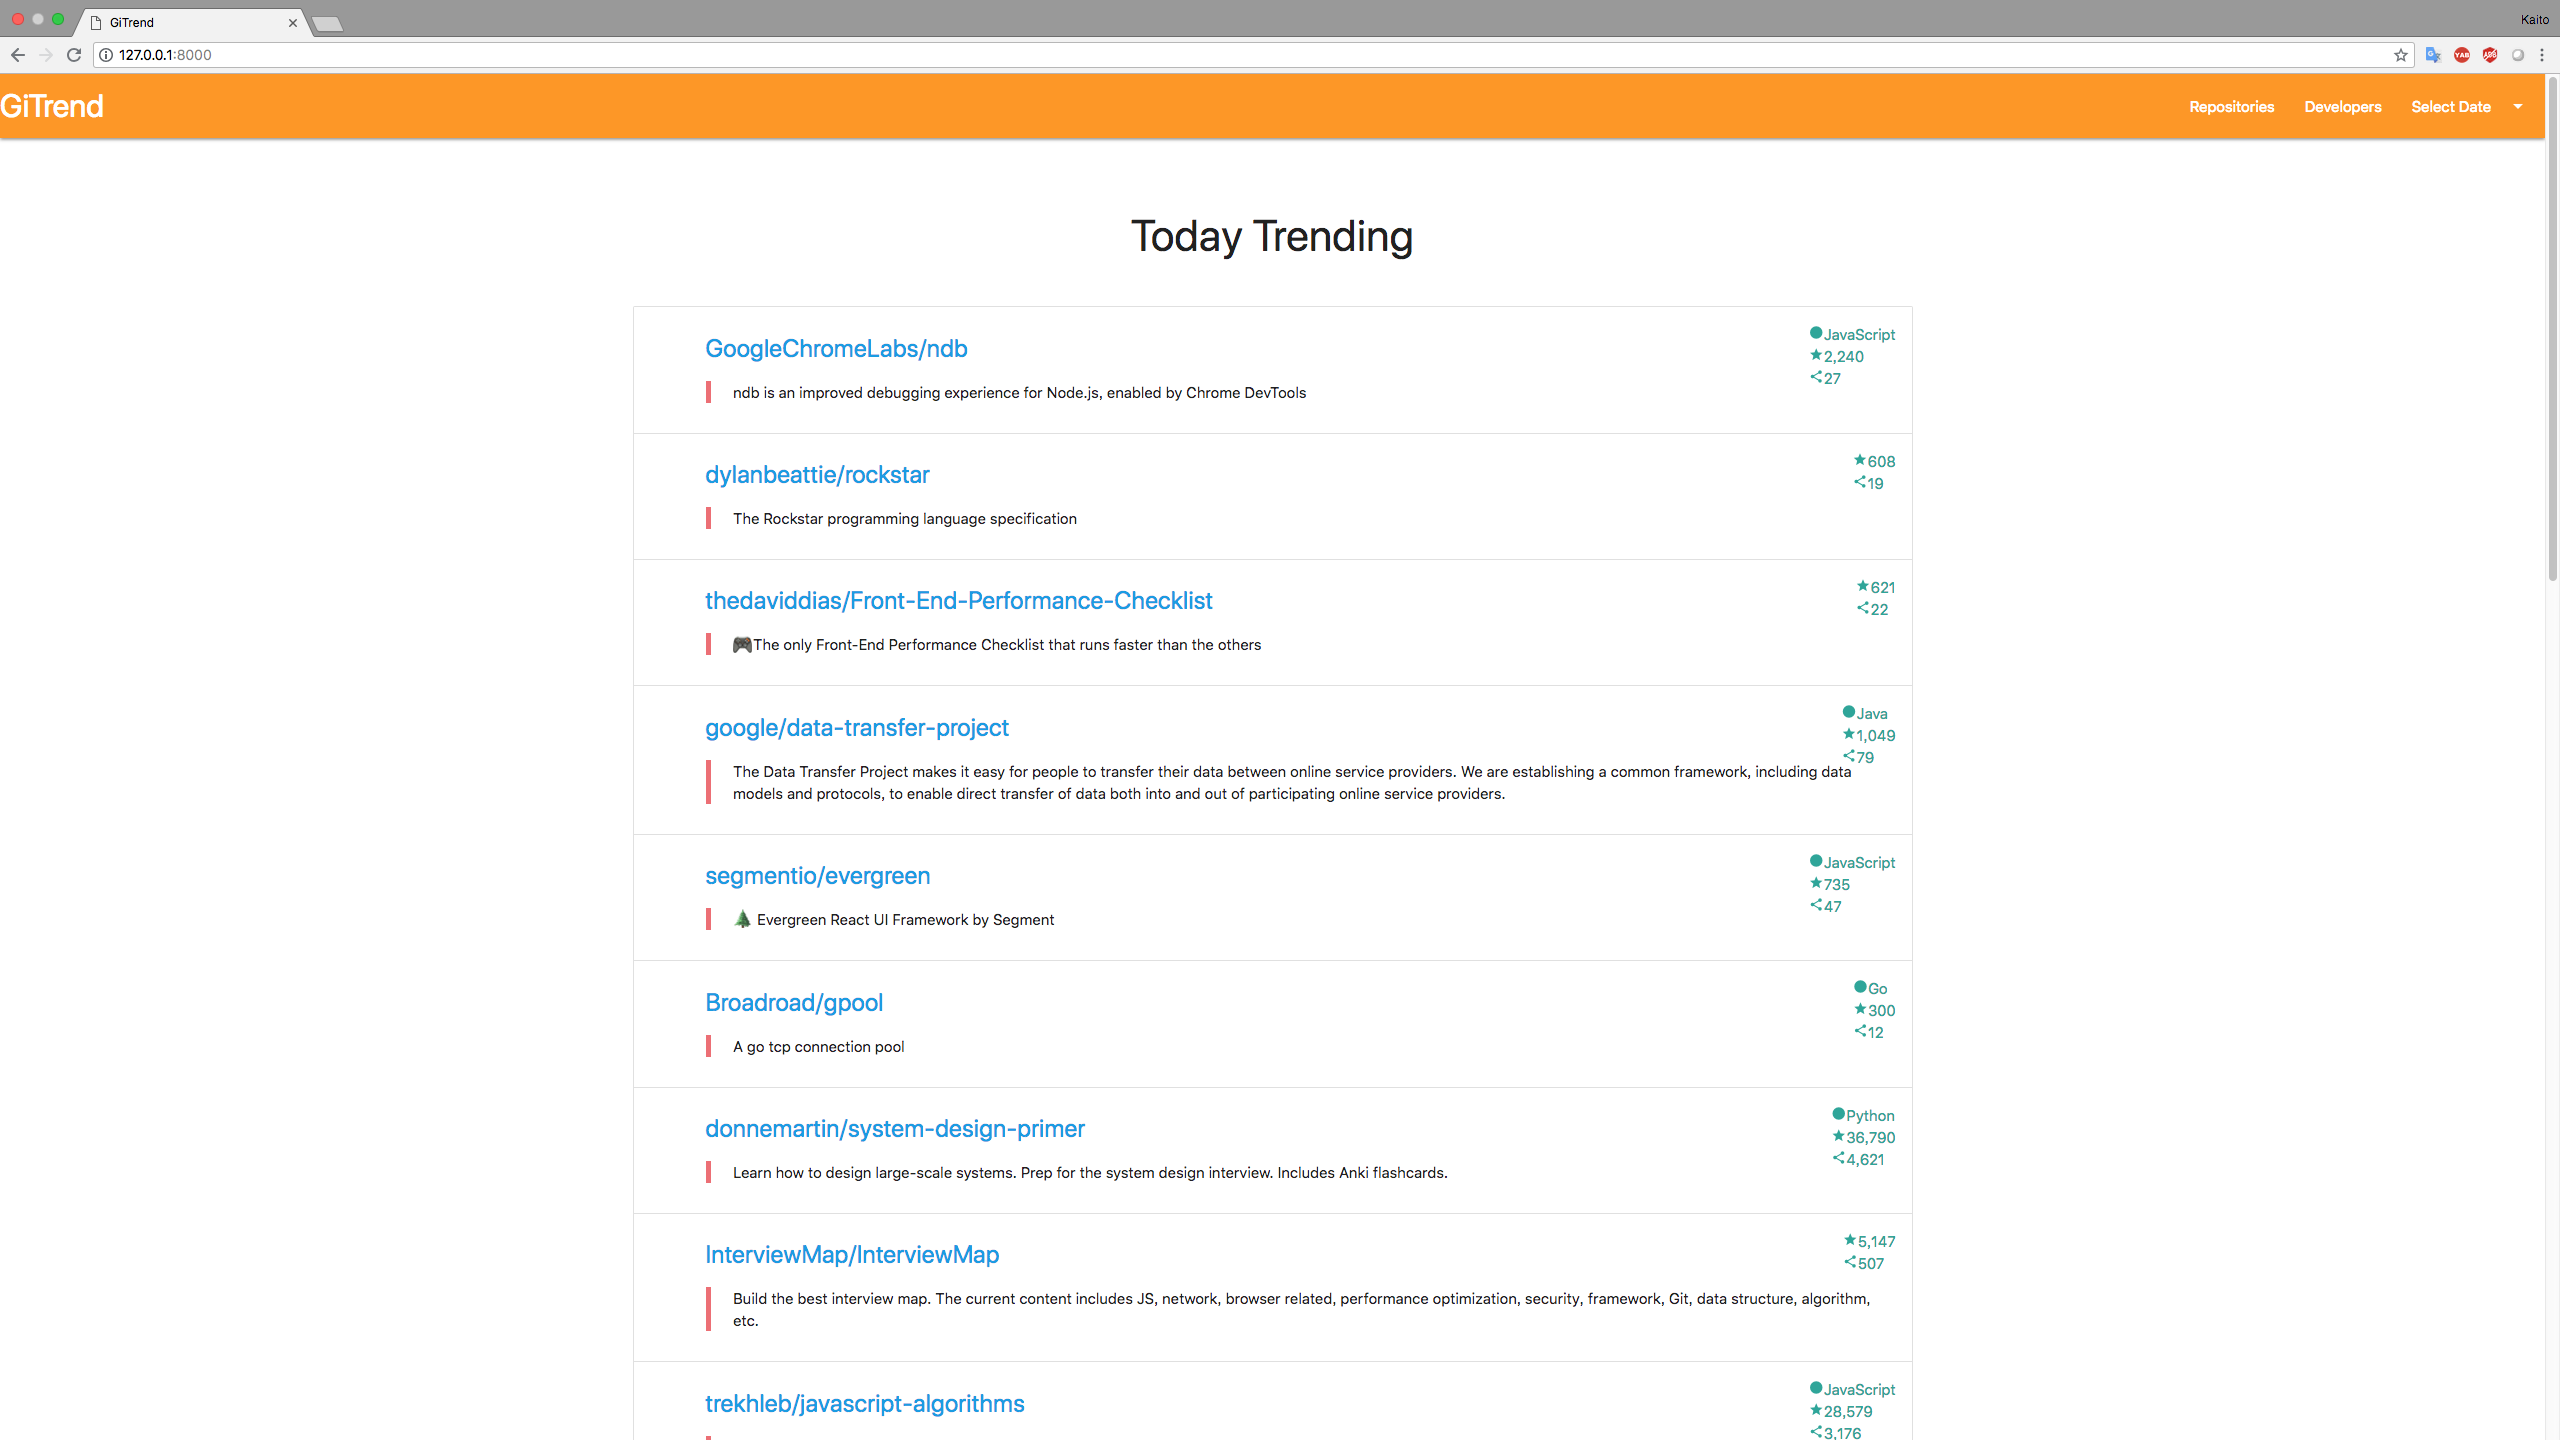 GiTrend
Kaito
127.0.0.1:8000
GiTrend
Repositories
Developers
Select Date
Today Trending
GoogleChromeLabs/ndb
JavaScript
2,240
27
ndb is an improved debugging experience for Node.js, enabled by Chrome DevTools
dylanbeattie/rockstar
608
19
The Rockstar programming language specification
thedaviddias/Front-End-Performance-Checklist
621
22
🎮The only Front-End Performance Checklist that runs faster than the others
google/data-transfer-project
Java
1,049
79
The Data Transfer Project makes it easy for people to transfer their data between online service providers. We are establishing a common framework, including data
models and protocols, to enable direct transfer of data both into and out of participating online service providers.
segmentio/evergreen
JavaScript
735
47
🌲 Evergreen React UI Framework by Segment
Broadroad/gpool
Go
300
12
A go tcp connection pool
donnemartin/system-design-primer
Python
36,790
4,621
Learn how to design large-scale systems. Prep for the system design interview. Includes Anki flashcards.
InterviewMap/InterviewMap
5,147
507
Build the best interview map. The current content includes JS, network, browser related, performance optimization, security, framework, Git, data structure, algorithm,
etc.
trekhleb/javascript-algorithms
JavaScript
28,579
3,176